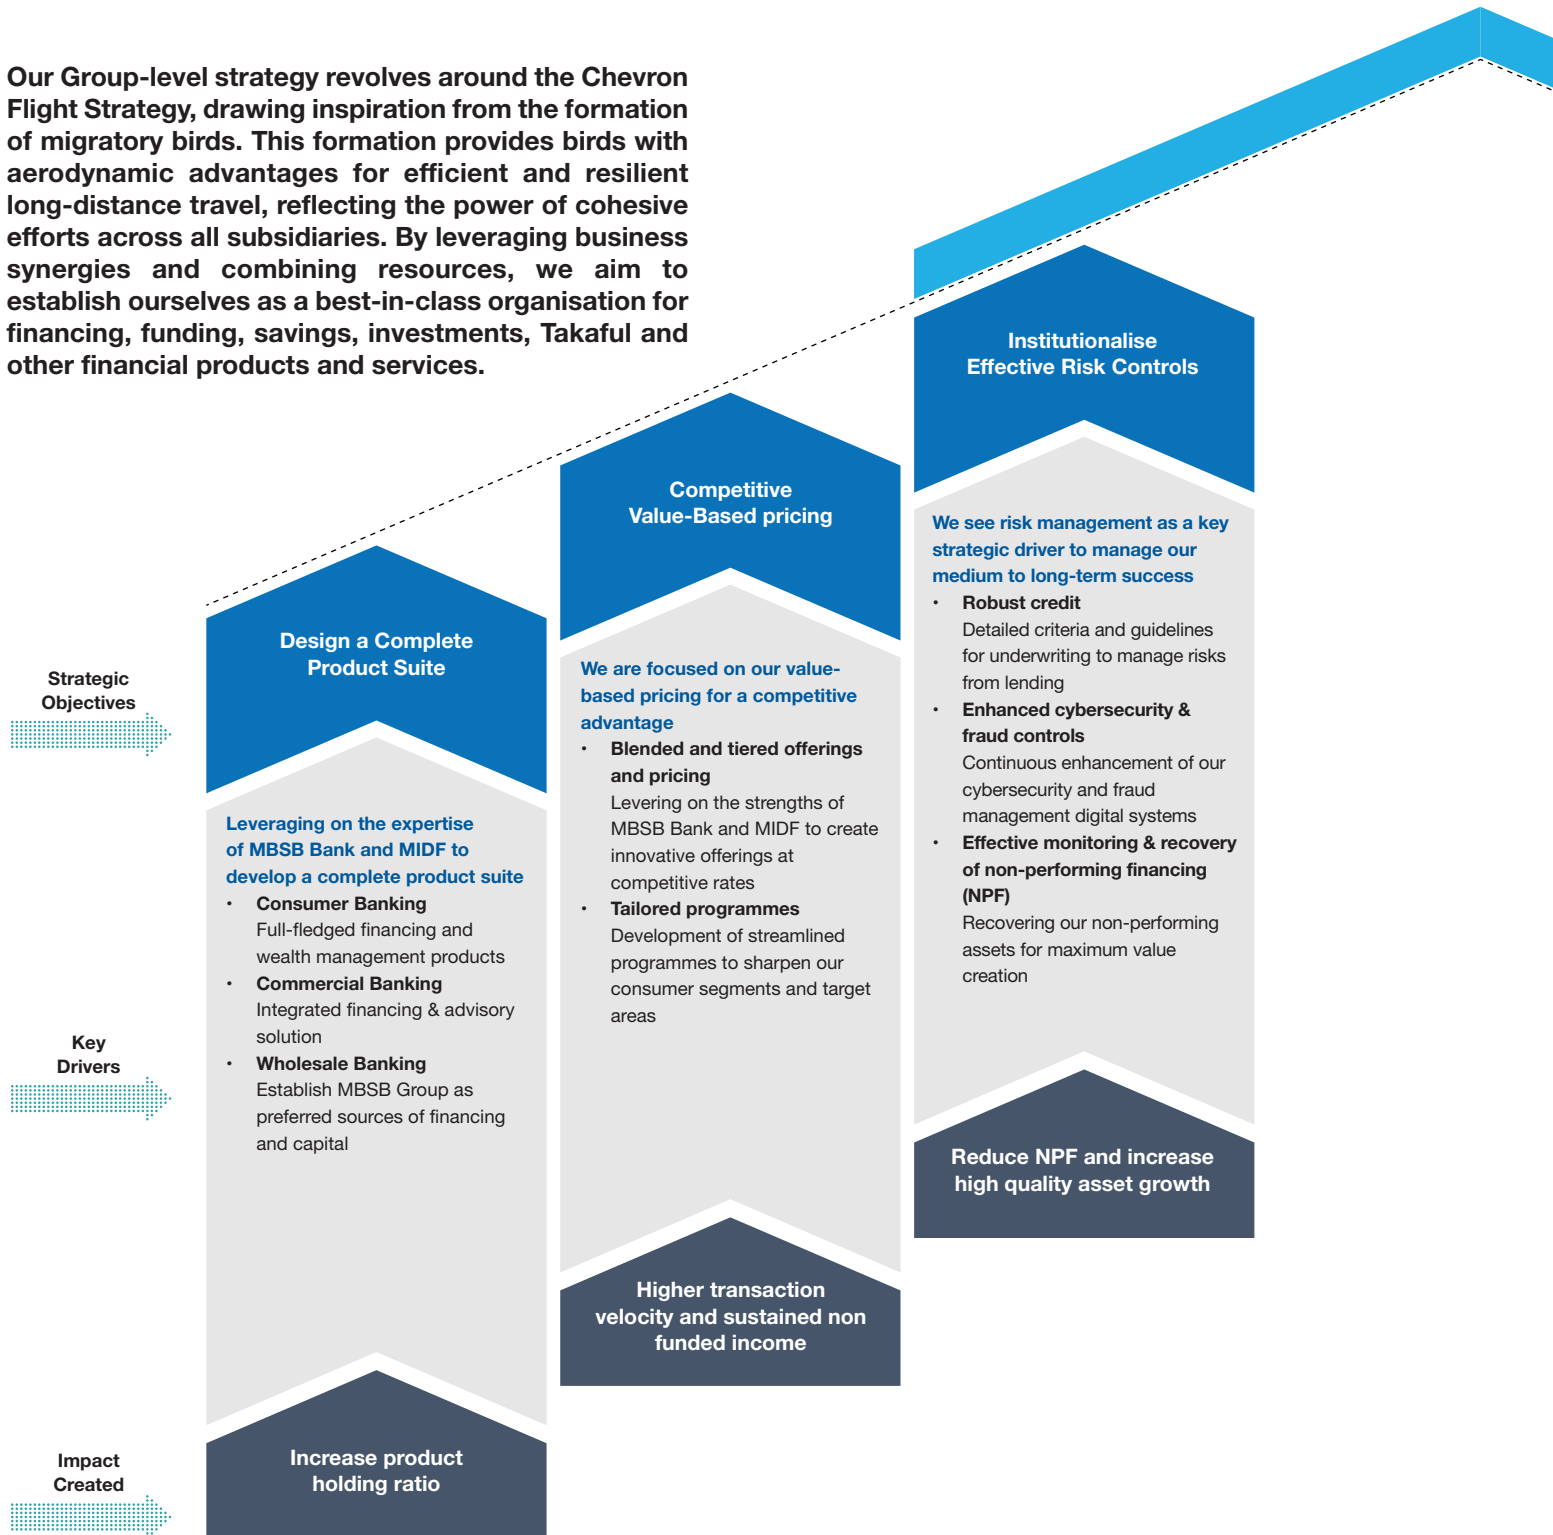 Our Group-level strategy revolves around the Chevron
Flight Strategy, drawing inspiration from the formation
of migratory birds. This formation provides birds with
aerodynamic advantages for efficient and resilient
long-distance travel, reflecting the power of cohesive
efforts across all subsidiaries. By leveraging business
synergies and combining resources, we aim to
establish ourselves as a best-in-class organisation for
financing, funding, savings, investments, Takaful and
other financial products and services.
Strategic
Objectives
Key
Drivers
Impact
Created
Design a Complete
Product Suite
Leveraging on the expertise
of MBSB Bank and MIDF to
develop a complete product suite
• Consumer Banking
Full-fledged financing and
wealth management products
• Commercial Banking
Integrated financing & advisory
solution
• Wholesale Banking
Establish MBSB Group as
preferred sources of financing
and capital
Increase product
holding ratio
Competitive
Value-Based pricing
We are focused on our value-
based pricing for a competitive
advantage
• Blended and tiered offerings
and pricing
Levering on the strengths of
MBSB Bank and MIDF to create
innovative offerings at
competitive rates
• Tailored programmes
Development of streamlined
programmes to sharpen our
consumer segments and target
areas
Higher transaction
velocity and sustained non
funded income
Institutionalise
Effective Risk Controls
We see risk management as a key
strategic driver to manage our
medium to long-term success
• Robust credit
Detailed criteria and guidelines
for underwriting to manage risks
from lending
• Enhanced cybersecurity &
fraud controls
Continuous enhancement of our
cybersecurity and fraud
management digital systems
• Effective monitoring & recovery
of non-performing financing
(NPF)
Recovering our non-performing
assets for maximum value
creation
Reduce NPF and increase
high quality asset growth